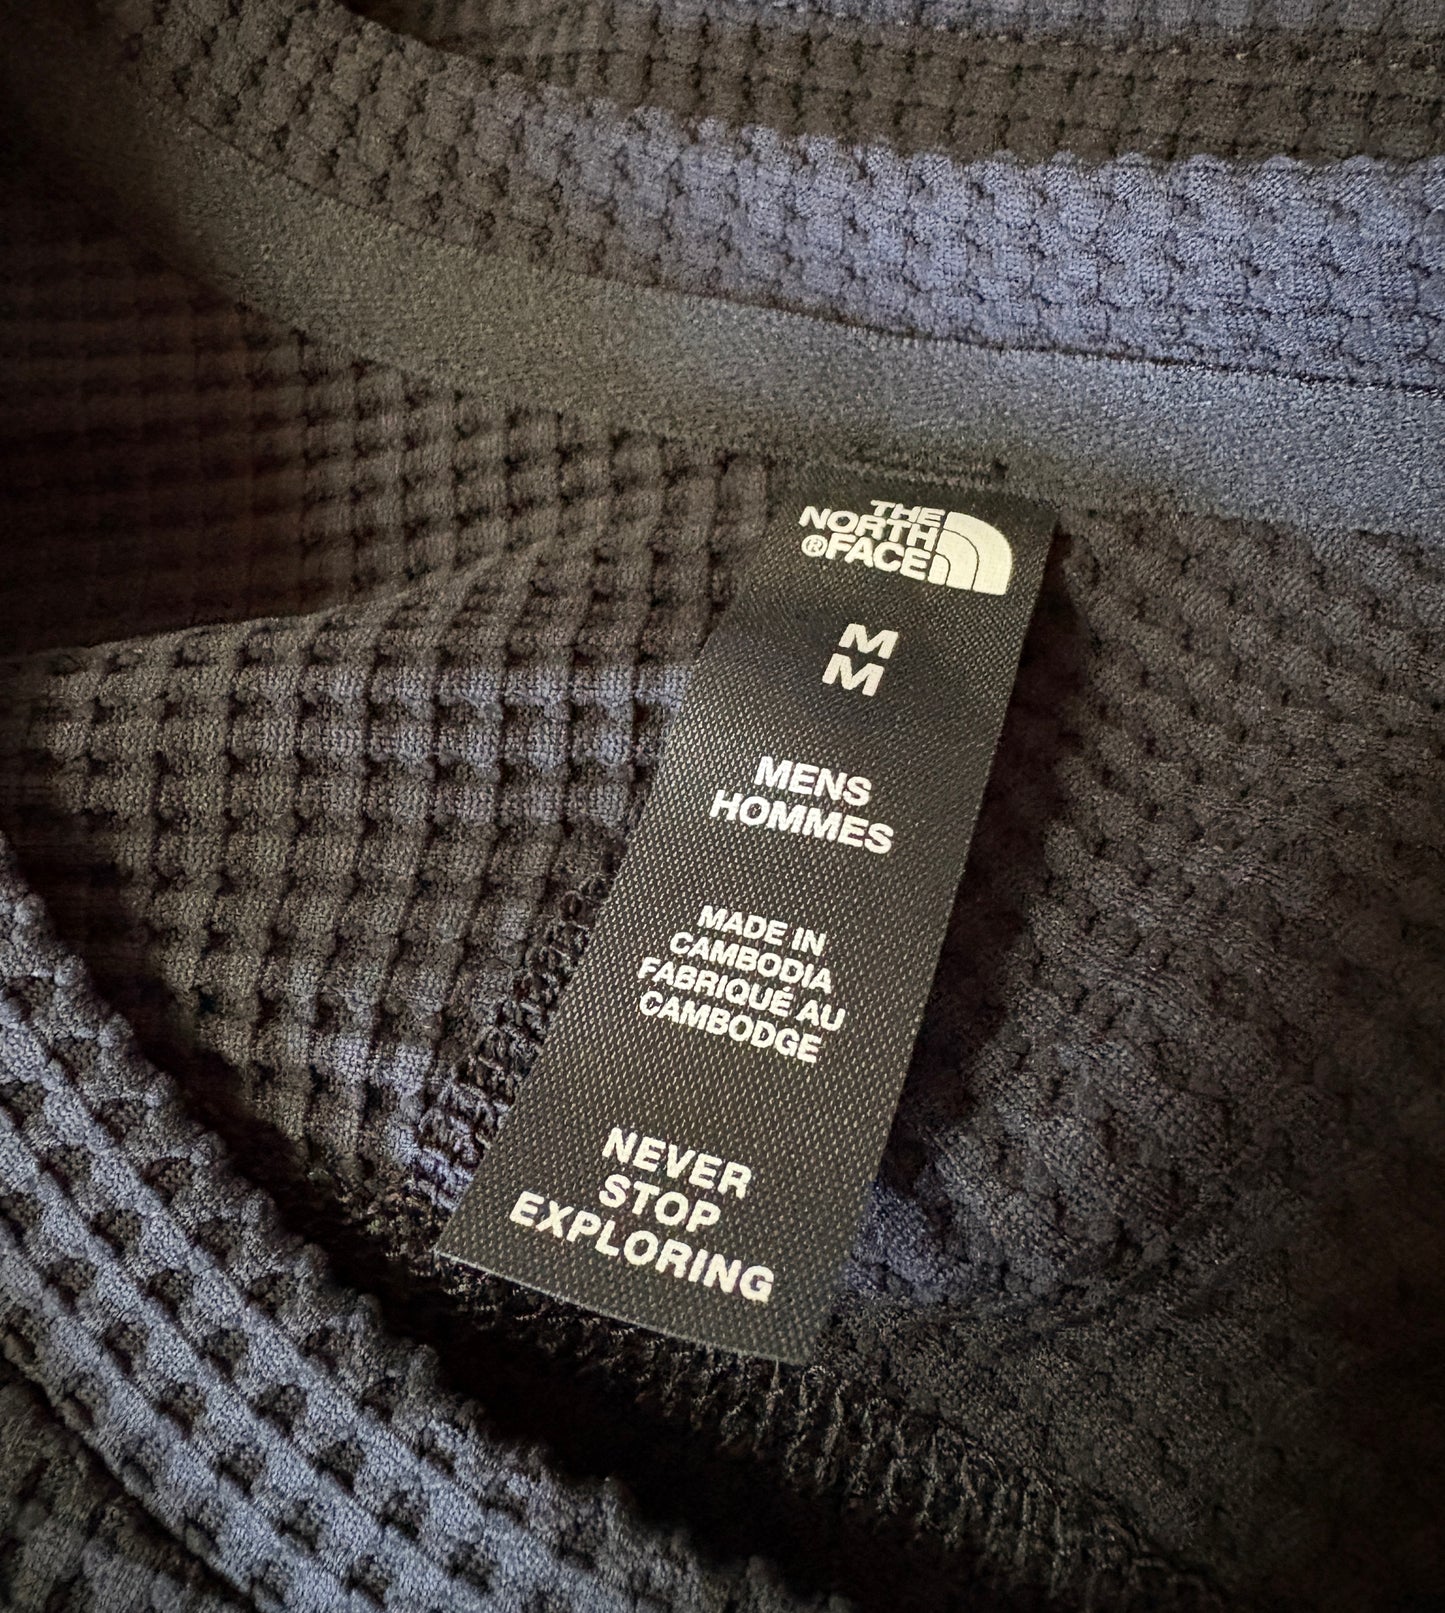 THE
NORTH
®FACE
M
M
MENS
HOMMES
MADE IN
CAMBODIA
FABRIQUÉ AU
CAMBODGE
NEVER
STOP
EXPLORING